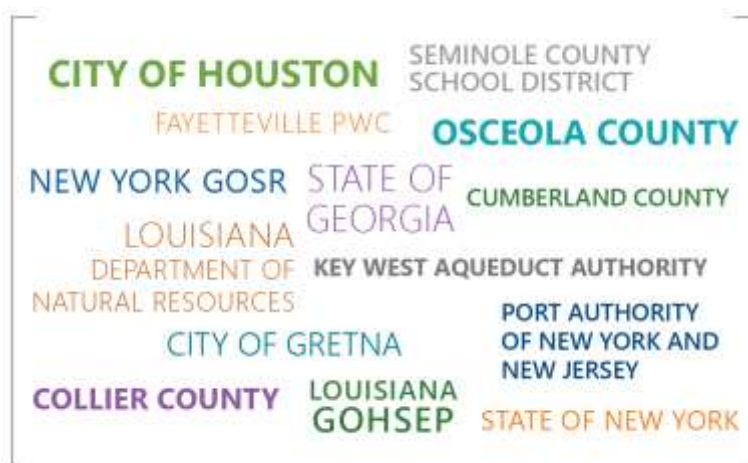 CITY OF HOUSTON
SEMINOLE COUNTY
SCHOOL DISTRICT
FAYETTEVILLE PWC
OSCEOLA COUNTY
NEW YORK GOSR
STATE OF
GEORGIA
CUMBERLAND COUNTY
LOUISIANA
DEPARTMENT OF
NATURAL RESOURCES
KEY WEST AQUEDUCT AUTHORITY
PORT AUTHORITY
OF NEW YORK AND
NEW JERSEY
CITY OF GRETNA
COLLIER COUNTY
LOUISIANA
GOHSEP
STATE OF NEW YORK